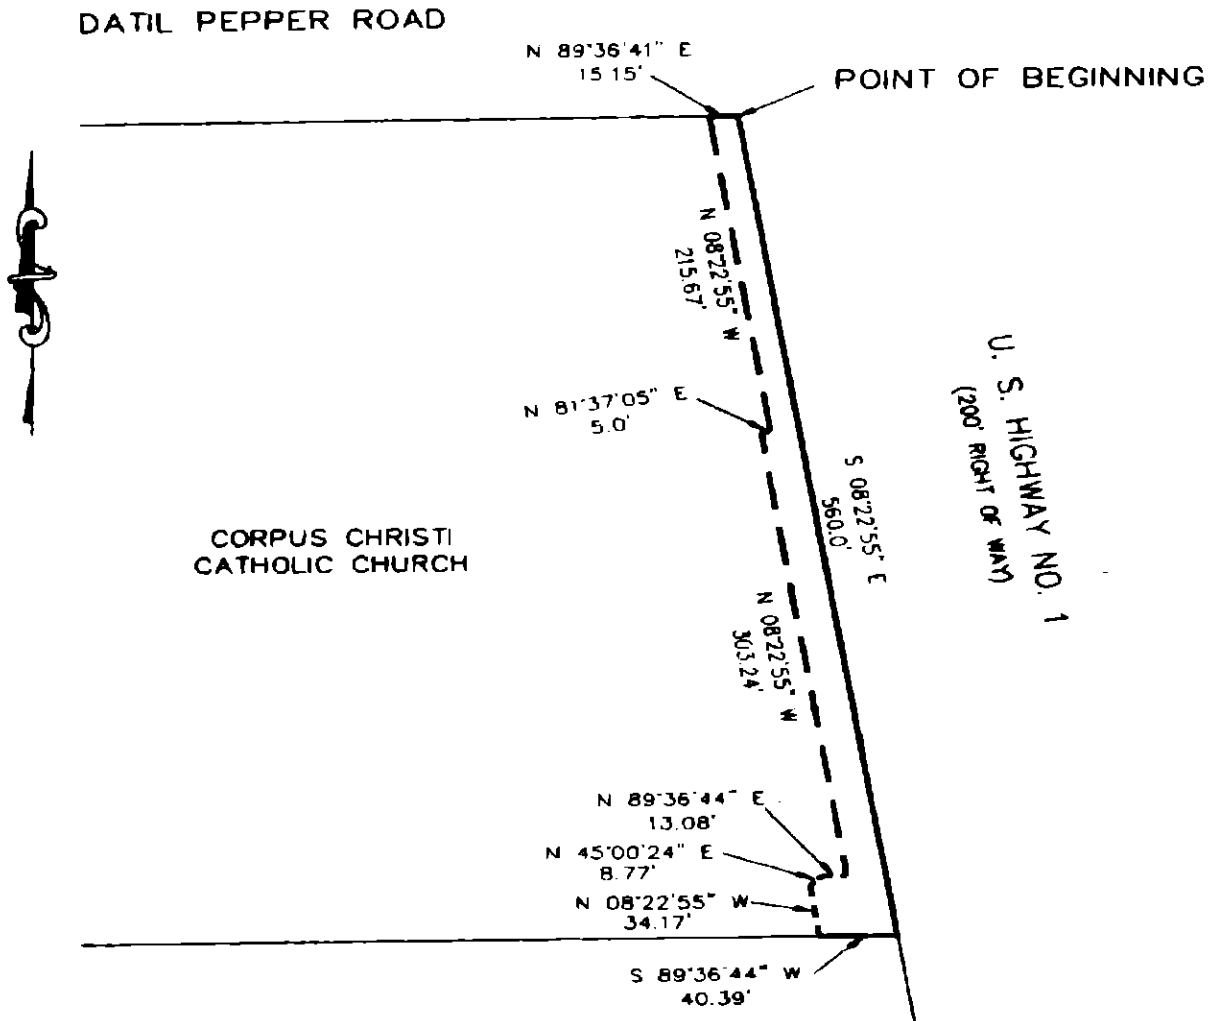 DATIL PEPPER ROAD
N 89°36'41" E
15.15'
POINT OF BEGINNING
N 08°22'55" W
215.67'
N 81°37'05" E
5.0'
U. S. HIGHWAY NO. 1
(200' RIGHT OF WAY)
S 08°22'55" E
560.0'
CORPUS CHRISTI
CATHOLIC CHURCH
N 08°22'55" W
303.24'
N 89°36'44" E
13.08'
N 45°00'24" E
8.77'
N 08°22'55" W
34.17'
S 89°36'44" W
40.39'